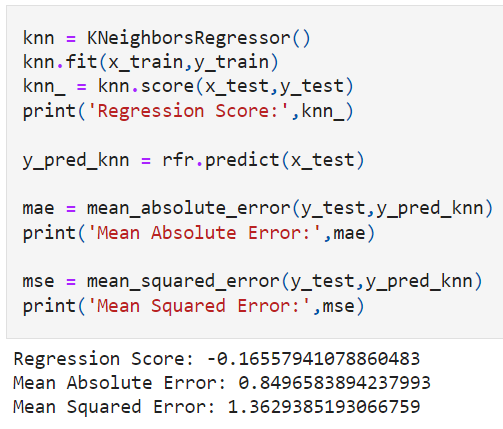 knn = KNeighborsRegressor()
knn.fit(x_train,y_train)
knn_ = knn.score(x_test,y_test)
print('Regression Score:',knn_)
y_pred_knn = rfr.predict(x_test)
mae = mean_absolute_error(y_test,y_pred_knn)
print('Mean Absolute Error:',mae)
mse = mean_squared_error(y_test,y_pred_knn)
print('Mean Squared Error:',mse)
Regression Score: -0.16557941078860483
Mean Absolute Error: 0.8496583894237993
Mean Squared Error: 1.3629385193066759